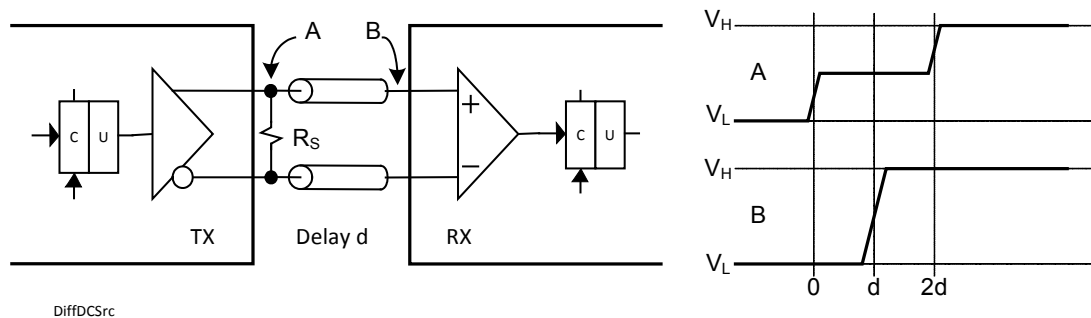 A
B
C U
R_S
C U
TX
Delay d
RX
DiffDCSrc
V_H
A
V_L
V_H
B
V_L
0 d 2d